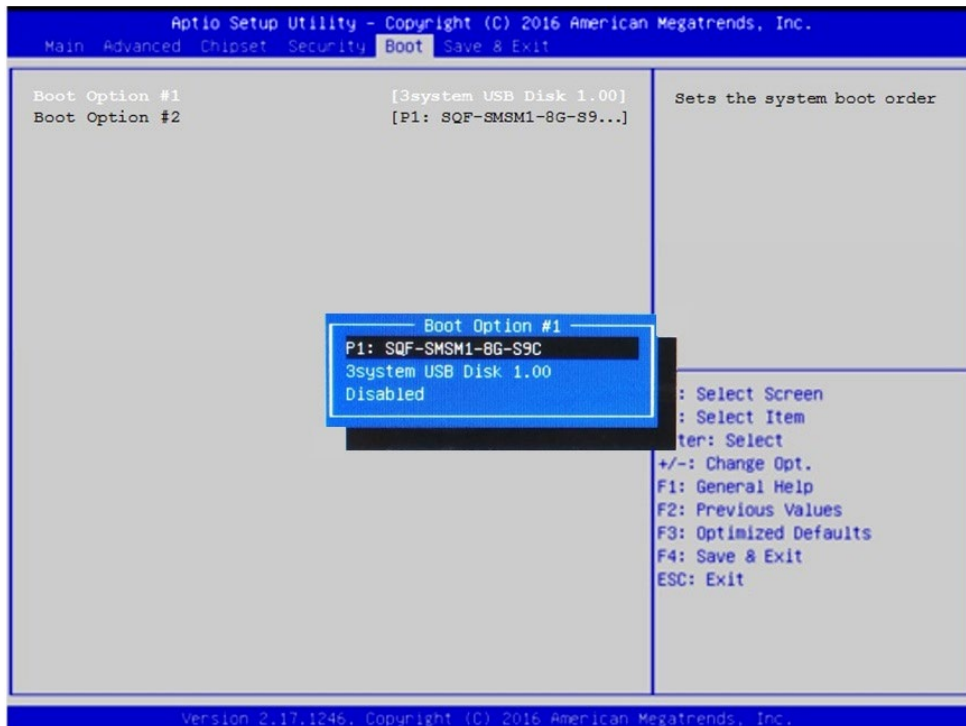 Aptio Setup Utility – Copyright (C) 2016 American Megatrends, Inc.
Main Advanced Chipset Security Boot Save & Exit
Boot Option #1 [3system USB Disk 1.00]
Boot Option #2 [P1: SQF-SMSM1-8G-S9...]
Sets the system boot order
Boot Option #1
P1: SQF-SMSM1-8G-S9C
3system USB Disk 1.00
Disabled
: Select Screen
: Select Item
ter: Select
+/-: Change Opt.
F1: General Help
F2: Previous Values
F3: Optimized Defaults
F4: Save & Exit
ESC: Exit
Version 2.17.1246. Copyright (C) 2016 American Megatrends, Inc.